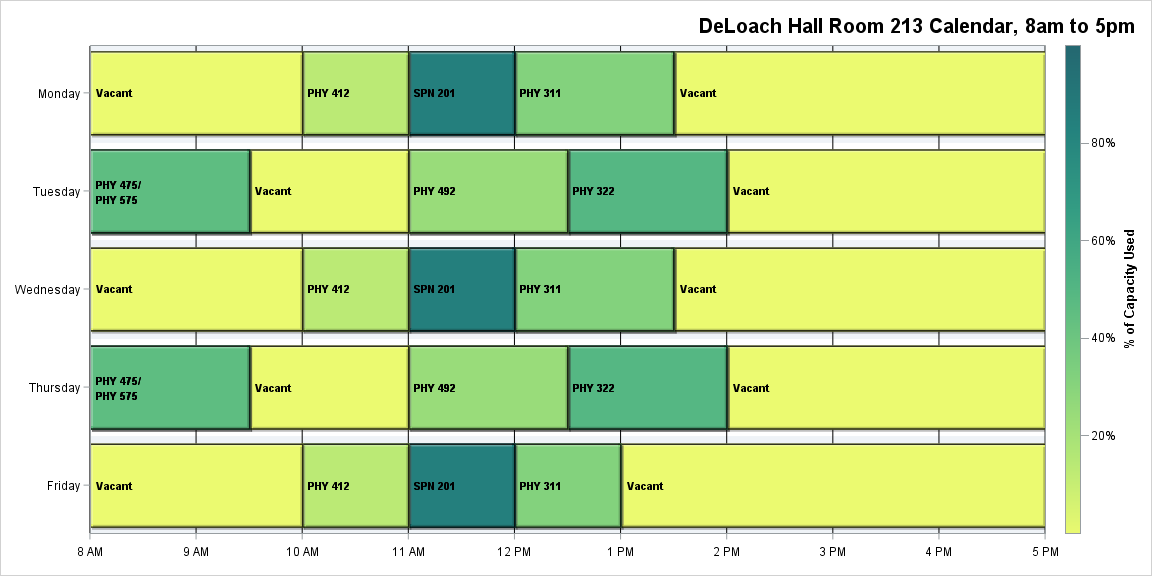 DeLoach Hall Room 213 Calendar, 8am to 5pm
Monday
Vacant
PHY 412
SPN 201
PHY 311
Vacant
Tuesday
PHY 475/
PHY 575
Vacant
PHY 492
PHY 322
Vacant
Wednesday
Vacant
PHY 412
SPN 201
PHY 311
Vacant
Thursday
PHY 475/
PHY 575
Vacant
PHY 492
PHY 322
Vacant
Friday
Vacant
PHY 412
SPN 201
PHY 311
Vacant
8 AM
9 AM
10 AM
11 AM
12 PM
1 PM
2 PM
3 PM
4 PM
5 PM
80%
60%
40%
20%
% of Capacity Used